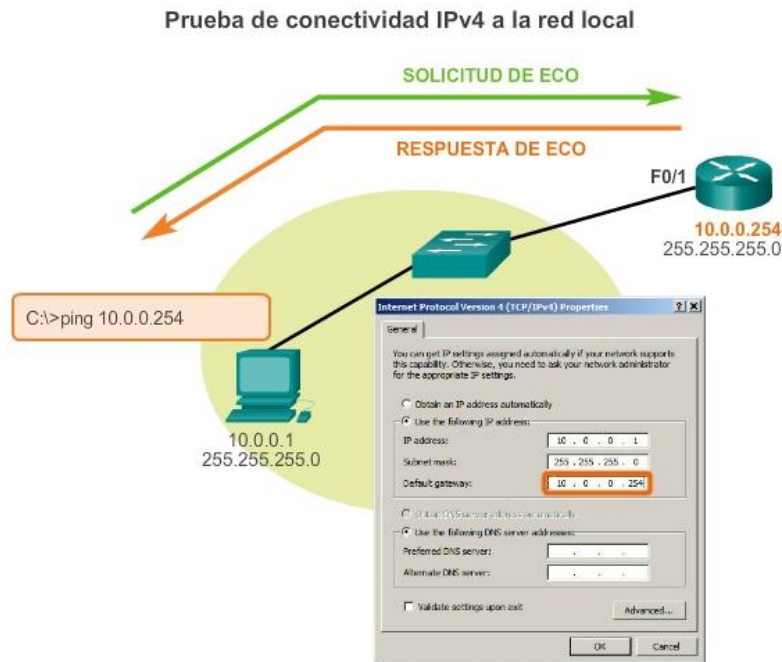 Prueba de conectividad IPv4 a la red local
SOLICITUD DE ECO
RESPUESTA DE ECO
F0/1
10.0.0.254
255.255.255.0
C:\>ping 10.0.0.254
10.0.0.1
255.255.255.0
Internet Protocol Version 4 (TCP/IPv4) Properties
General
You can get IP settings assigned automatically if your network supports
this capability. Otherwise, you need to ask your network administrator
for the appropriate IP settings.
Obtain an IP address automatically
Use the following IP address:
IP address: 10 . 0 . 0 . 1
Subnet mask: 255 . 255 . 255 . 0
Default gateway: 10 . 0 . 0 . 254
Obtain DNS server address automatically
Use the following DNS server addresses:
Preferred DNS server: . . .
Alternate DNS server: . . .
Validate settings upon exit
Advanced...
OK
Cancel